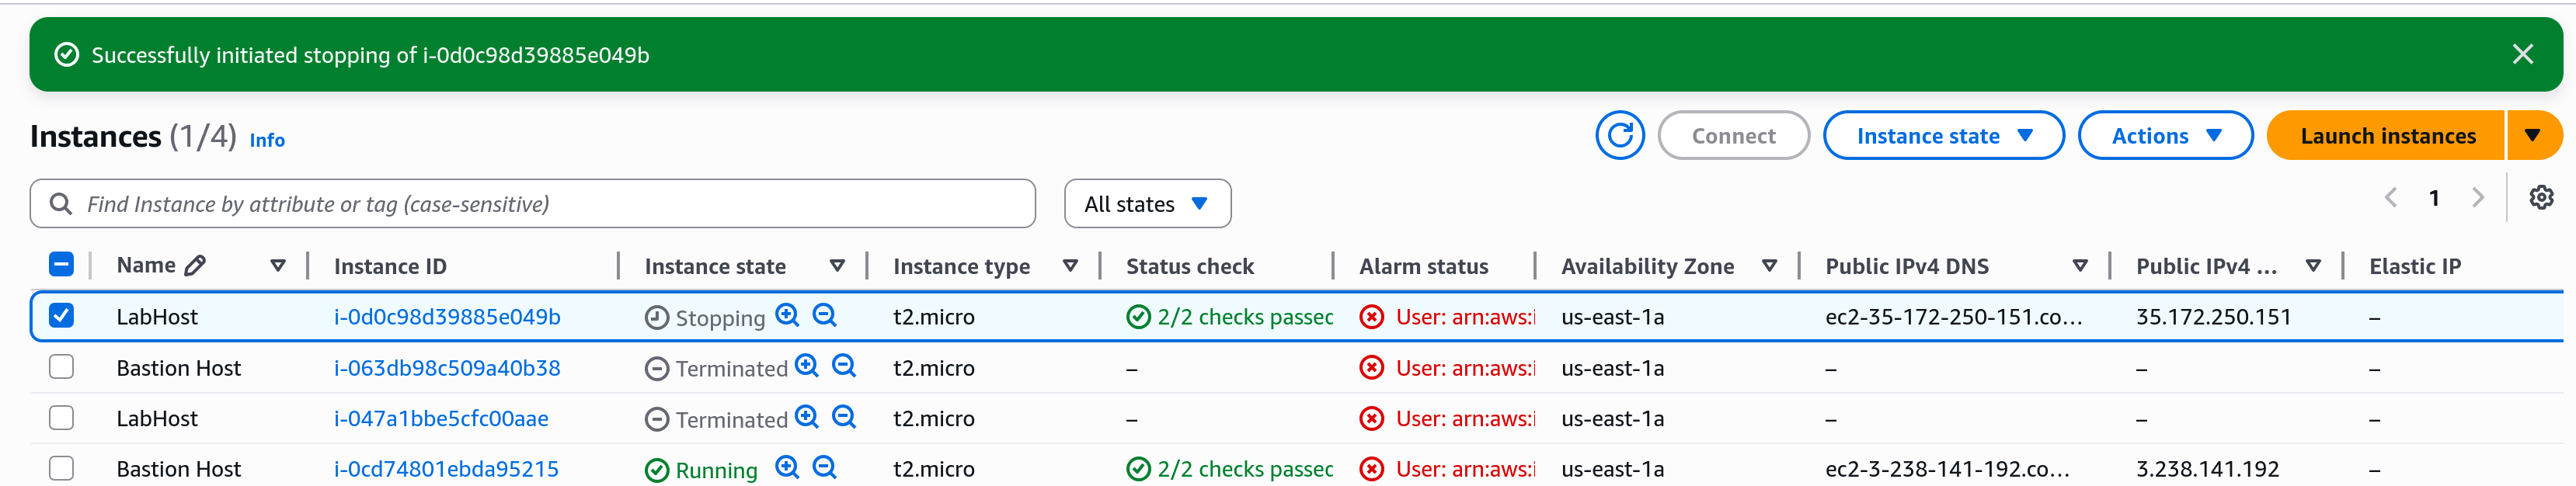 Successfully initiated stopping of i-0d0c98d39885e049b
Instances (1/4) Info
Connect Instance state Actions Launch instances
Find Instance by attribute or tag (case-sensitive) All states 1
Name Instance ID Instance state Instance type Status check Alarm status Availability Zone Public IPv4 DNS Public IPv4 ... Elastic IP
LabHost i-0d0c98d39885e049b Stopping t2.micro 2/2 checks passec User: arn:aws:i us-east-1a ec2-35-172-250-151.co... 35.172.250.151 –
Bastion Host i-063db98c509a40b38 Terminated t2.micro – User: arn:aws:i us-east-1a – – –
LabHost i-047a1bbe5cfc00aae Terminated t2.micro – User: arn:aws:i us-east-1a – – –
Bastion Host i-0cd74801ebda95215 Running t2.micro 2/2 checks passec User: arn:aws:i us-east-1a ec2-3-238-141-192.co... 3.238.141.192 –